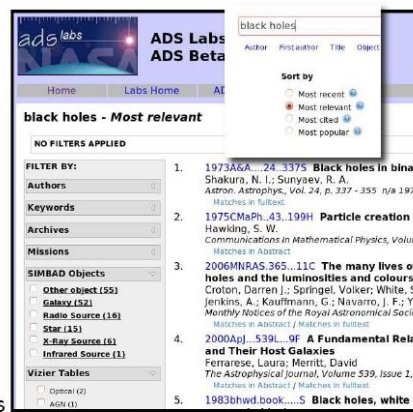 ads labs
NASA
ADS Labs
ADS Beta
Home
Labs Home
black holes
Author
First author
Title
Object
Sort by
Most recent
Most relevant
Most cited
Most popular
black holes - Most relevant
NO FILTERS APPLIED
FILTER BY:
Authors
Keywords
Archives
Missions
SIMBAD Objects
Other object (55)
Galaxy (52)
Radio Source (16)
Star (15)
X-Ray Source (6)
Infrared Source (1)
Vizier Tables
Optical (2)
AGN (1)
1. 1973A&A....24..337S Black holes in bina
Shakura, N. I.; Sunyaev, R. A.
Astron. Astrophys., Vol. 24, p. 337 - 355 n/a 197
Matches in fulltext
2. 1975CMaPh..43..199H Particle creation
Hawking, S. W.
Communications In Mathematical Physics, Volu
Matches in Abstract
3. 2006MNRAS.365...11C The many lives o
holes and the luminosities and colours
Croton, Darren J.; Springel, Volker; White, S
Jenkins, A.; Kauffmann, G.; Navarro, J. F.; Y
Monthly Notices of the Royal Astronomical Socie
Matches in Abstract / Matches in fulltext
4. 2000ApJ...539L...9F A Fundamental Rela
and Their Host Galaxies
Ferrarese, Laura; Merritt, David
The Astrophysical Journal, Volume 539, Issue 1,
Matches in Abstract / Matches in fulltext
5. 1983bhwd.book.....S Black holes, white
s